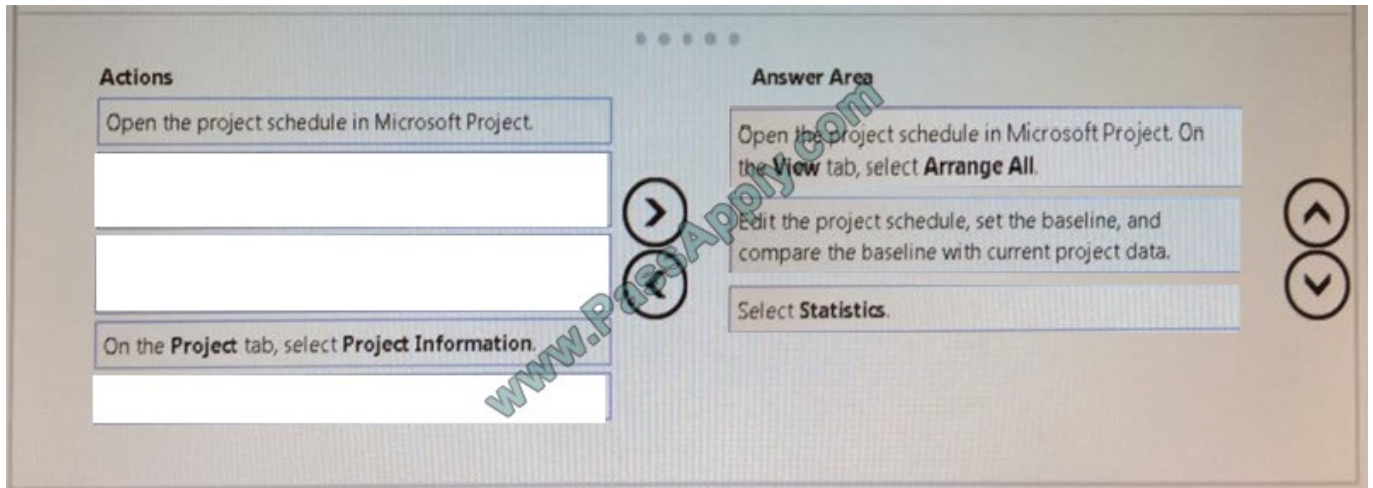 Actions
Open the project schedule in Microsoft Project.
On the Project tab, select Project Information.
Answer Area
Open the project schedule in Microsoft Project. On
the View tab, select Arrange All.
Edit the project schedule, set the baseline, and
compare the baseline with current project data.
Select Statistics.
www.PassApply.com